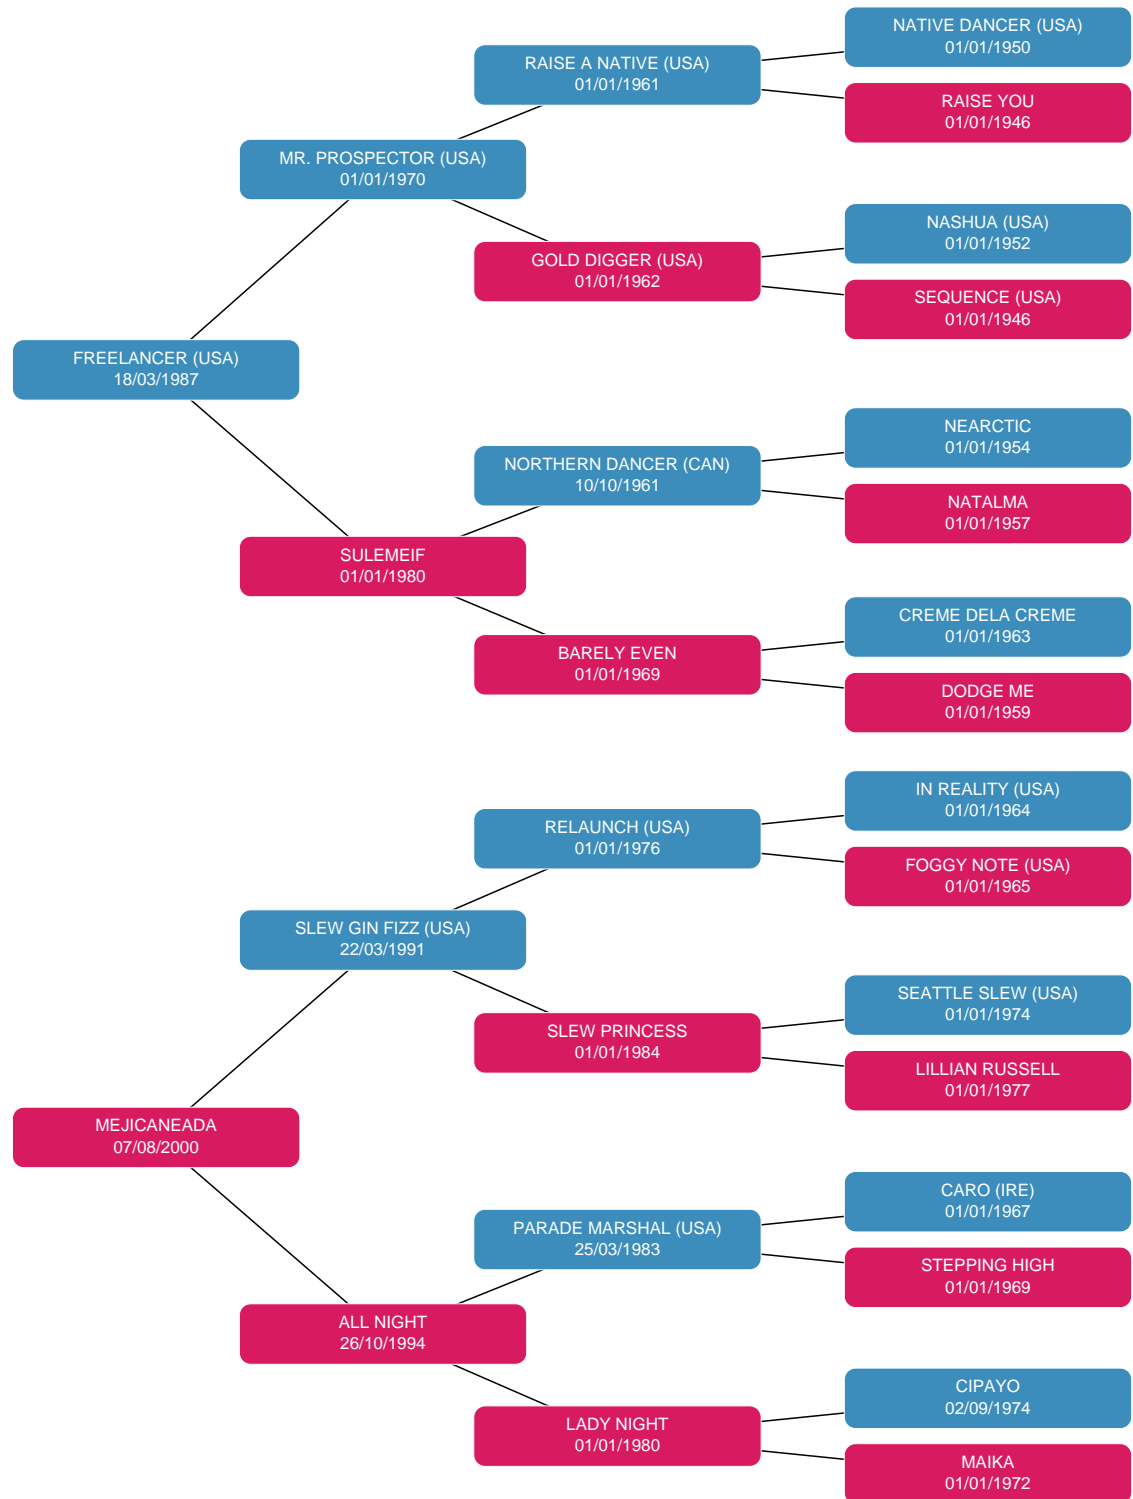 NATIVE DANCER (USA)
01/01/1950
RAISE A NATIVE (USA)
01/01/1961
RAISE YOU
01/01/1946
MR. PROSPECTOR (USA)
01/01/1970
NASHUA (USA)
01/01/1952
GOLD DIGGER (USA)
01/01/1962
SEQUENCE (USA)
01/01/1946
FREELANCER (USA)
18/03/1987
NEARCTIC
01/01/1954
NORTHERN DANCER (CAN)
10/10/1961
NATALMA
01/01/1957
SULEMEIF
01/01/1980
CREME DELA CREME
01/01/1963
BARELY EVEN
01/01/1969
DODGE ME
01/01/1959
IN REALITY (USA)
01/01/1964
RELAUNCH (USA)
01/01/1976
FOGGY NOTE (USA)
01/01/1965
SLEW GIN FIZZ (USA)
22/03/1991
SEATTLE SLEW (USA)
01/01/1974
SLEW PRINCESS
01/01/1984
LILLIAN RUSSELL
01/01/1977
MEJICANEADA
07/08/2000
CARO (IRE)
01/01/1967
PARADE MARSHAL (USA)
25/03/1983
STEPPING HIGH
01/01/1969
ALL NIGHT
26/10/1994
CIPAYO
02/09/1974
LADY NIGHT
01/01/1980
MAIKA
01/01/1972